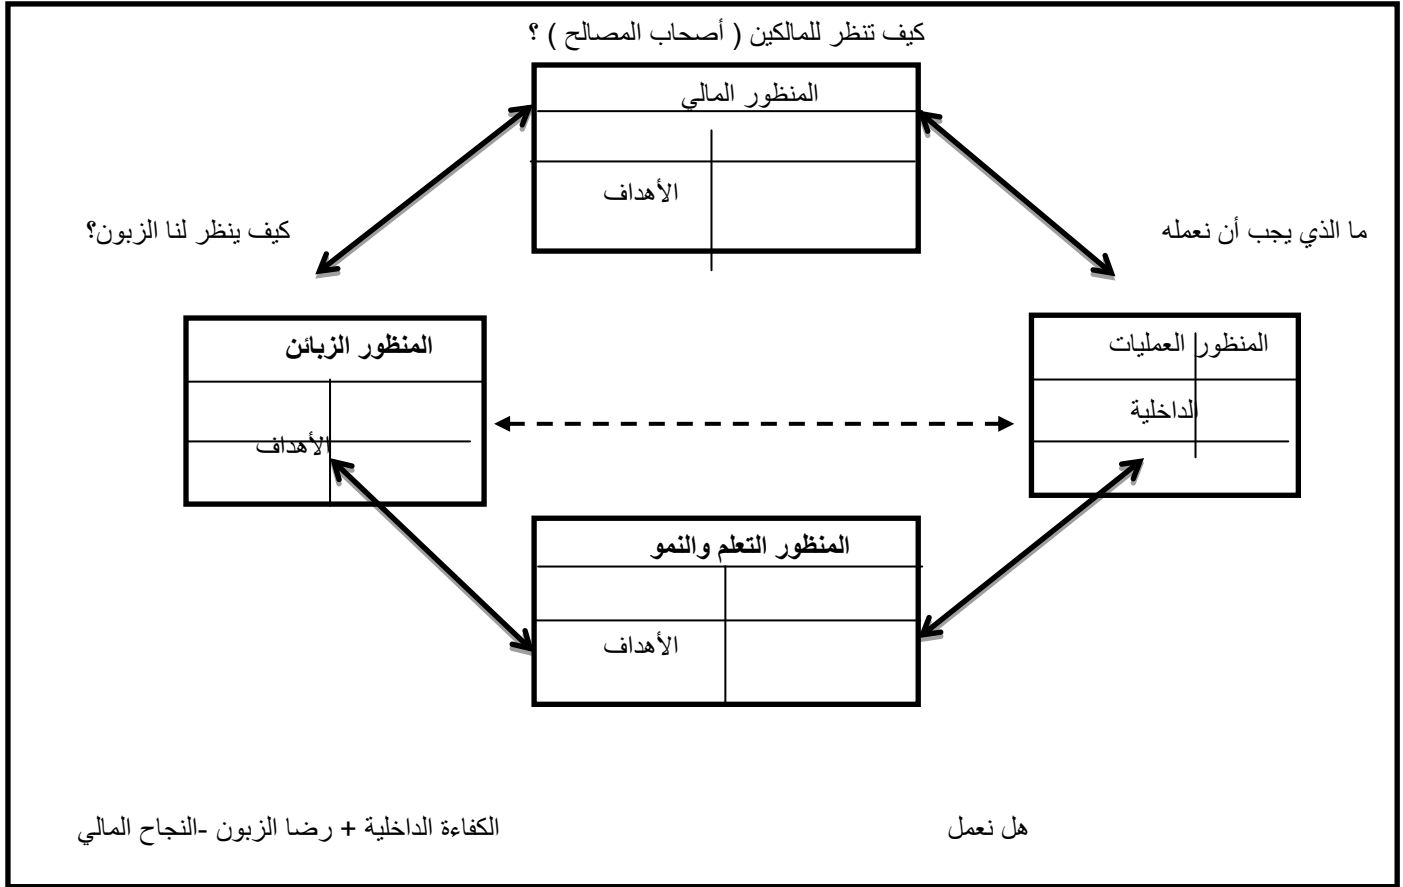 كيف تنظر للمالكين ( أصحاب المصالح ) ؟
المنظور المالي
الأهداف
ما الذي يجب أن نعمله
كيف ينظر لنا الزبون؟
المنظور العمليات
الداخلية
المنظور الزبائن
الأهداف
المنظور التعلم والنمو
الأهداف
هل نعمل
الكفاءة الداخلية + رضا الزبون -النجاح المالي